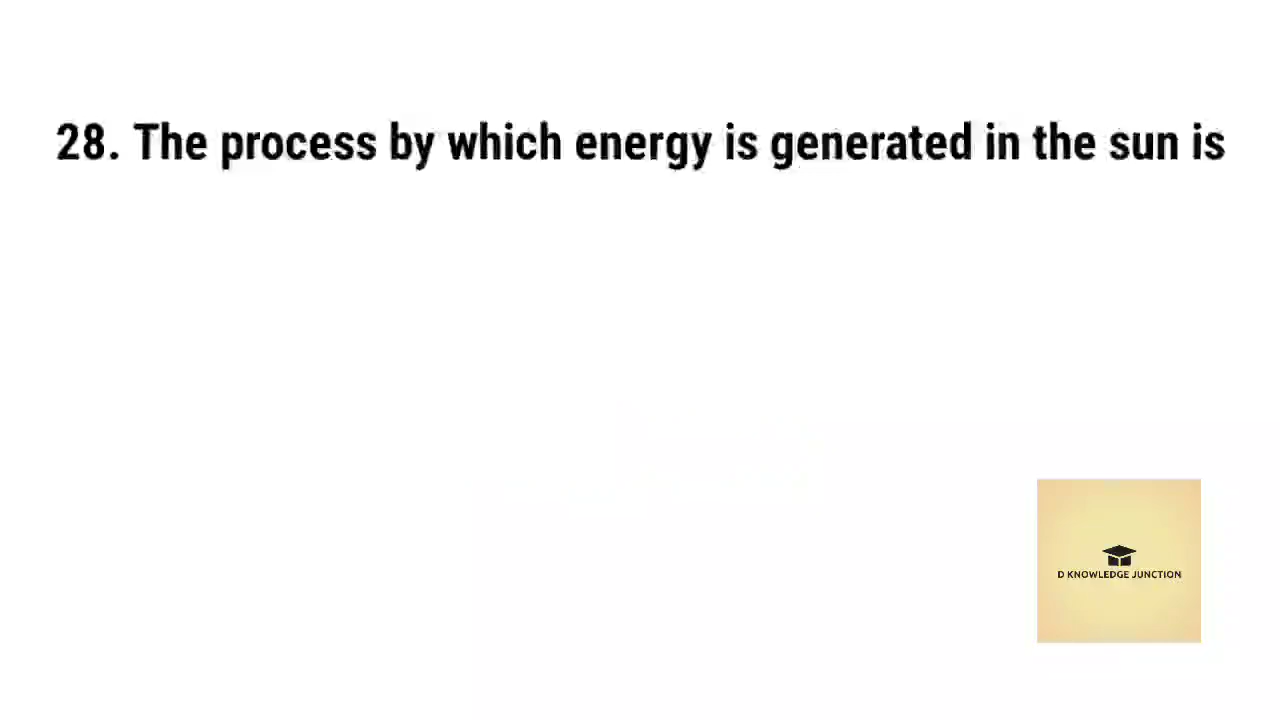 28. The process by which energy is generated in the sun is
D KNOWLEDGE JUNCTION